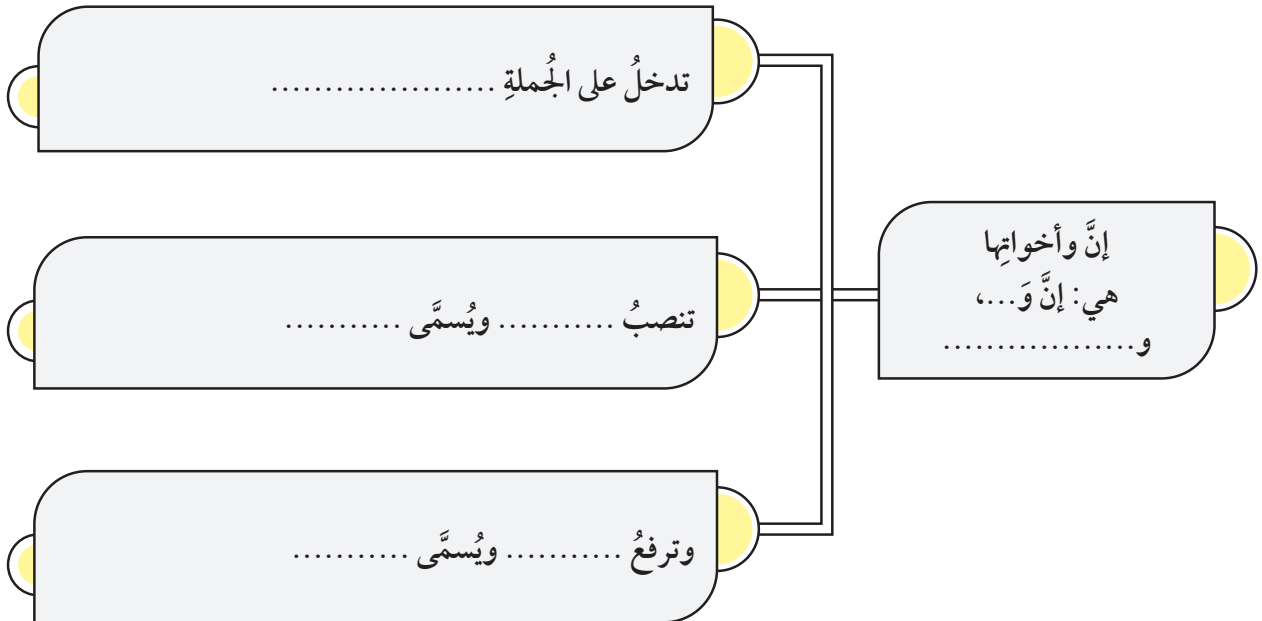 إنَّ وأخواتِها
هي: إنَّ وَ...،
و..................
تدخلُ على الجُملةِ .....................
تنصبُ ........... ويُسمَّى ...........
وترفعُ ........... ويُسمَّى ...........